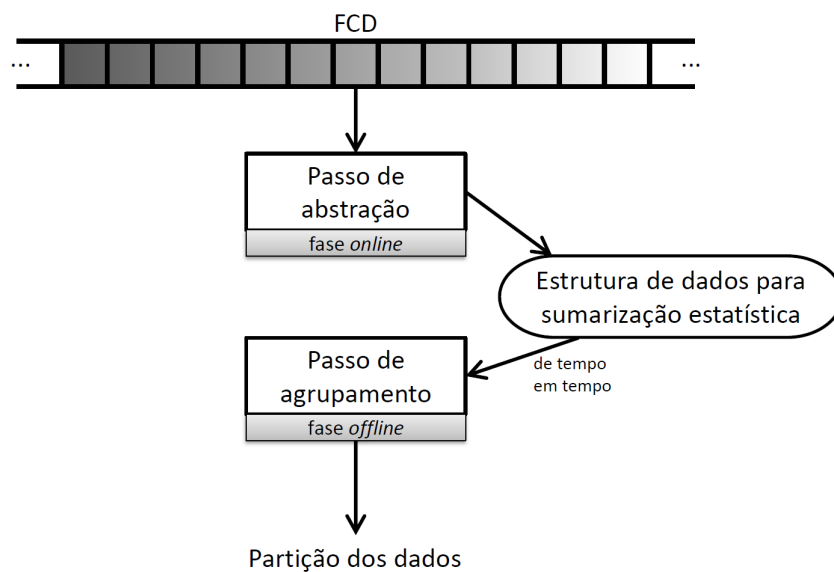 FCD
... ...
Passo de
abstração
fase online
Estrutura de dados para
sumarização estatística
de tempo
em tempo
Passo de
agrupamento
fase offline
Partição dos dados